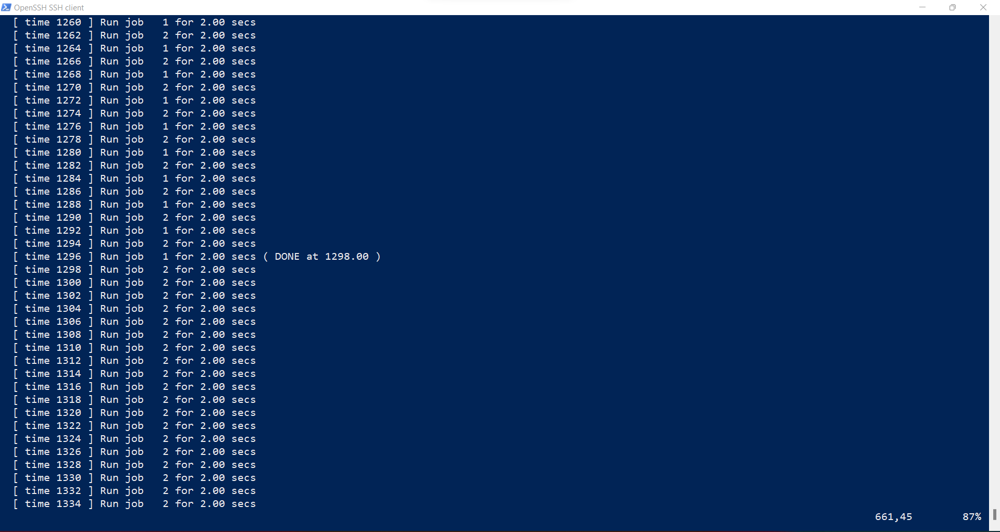 OpenSSH SSH client
[ time 1260 ] Run job   1 for 2.00 secs
[ time 1262 ] Run job   2 for 2.00 secs
[ time 1264 ] Run job   1 for 2.00 secs
[ time 1266 ] Run job   2 for 2.00 secs
[ time 1268 ] Run job   1 for 2.00 secs
[ time 1270 ] Run job   2 for 2.00 secs
[ time 1272 ] Run job   1 for 2.00 secs
[ time 1274 ] Run job   2 for 2.00 secs
[ time 1276 ] Run job   1 for 2.00 secs
[ time 1278 ] Run job   2 for 2.00 secs
[ time 1280 ] Run job   1 for 2.00 secs
[ time 1282 ] Run job   2 for 2.00 secs
[ time 1284 ] Run job   1 for 2.00 secs
[ time 1286 ] Run job   2 for 2.00 secs
[ time 1288 ] Run job   1 for 2.00 secs
[ time 1290 ] Run job   2 for 2.00 secs
[ time 1292 ] Run job   1 for 2.00 secs
[ time 1294 ] Run job   2 for 2.00 secs
[ time 1296 ] Run job   1 for 2.00 secs ( DONE at 1298.00 )
[ time 1298 ] Run job   2 for 2.00 secs
[ time 1300 ] Run job   2 for 2.00 secs
[ time 1302 ] Run job   2 for 2.00 secs
[ time 1304 ] Run job   2 for 2.00 secs
[ time 1306 ] Run job   2 for 2.00 secs
[ time 1308 ] Run job   2 for 2.00 secs
[ time 1310 ] Run job   2 for 2.00 secs
[ time 1312 ] Run job   2 for 2.00 secs
[ time 1314 ] Run job   2 for 2.00 secs
[ time 1316 ] Run job   2 for 2.00 secs
[ time 1318 ] Run job   2 for 2.00 secs
[ time 1320 ] Run job   2 for 2.00 secs
[ time 1322 ] Run job   2 for 2.00 secs
[ time 1324 ] Run job   2 for 2.00 secs
[ time 1326 ] Run job   2 for 2.00 secs
[ time 1328 ] Run job   2 for 2.00 secs
[ time 1330 ] Run job   2 for 2.00 secs
[ time 1332 ] Run job   2 for 2.00 secs
[ time 1334 ] Run job   2 for 2.00 secs
661,45        87%